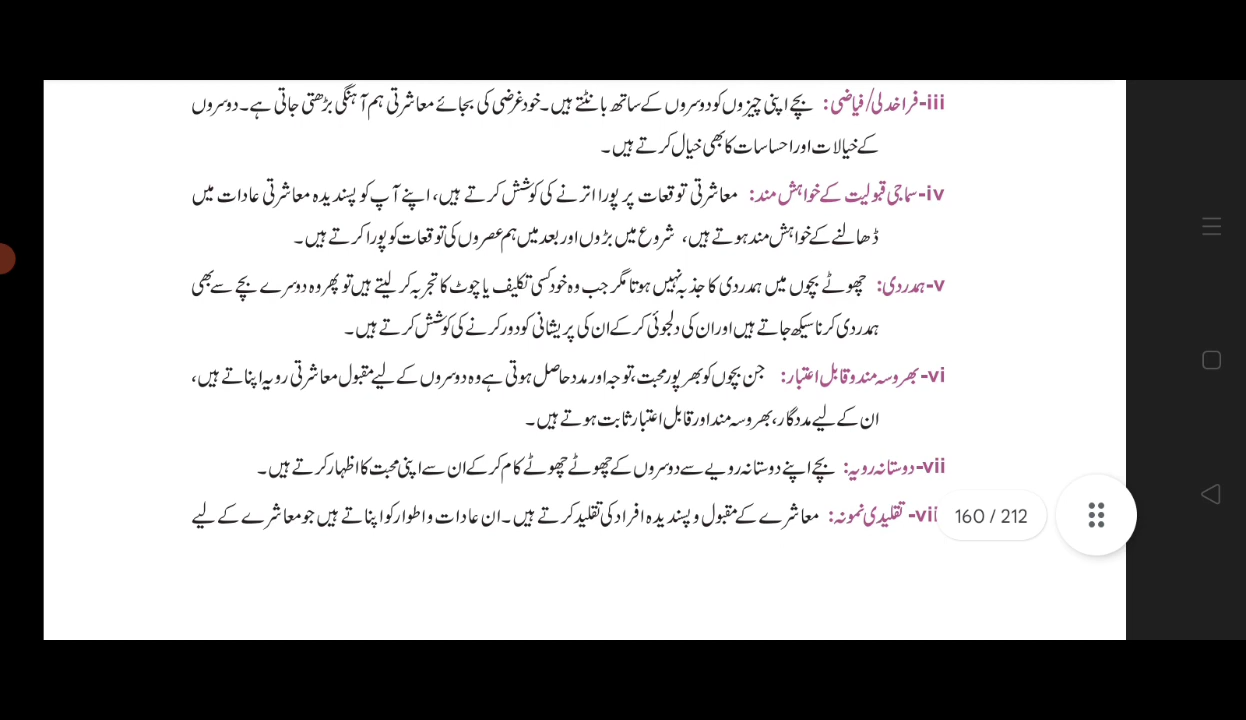 iii-فراخدلی/فیاضی: بچے اپنی چیزوں کو دوسروں کے ساتھ بانٹتے ہیں۔ خود غرضی کی بجائے معاشرتی ہم آہنگی بڑھتی جاتی ہے۔ دوسروں
کے خیالات اور احساسات کا بھی خیال کرتے ہیں۔
iv-سماجی قبولیت کے خواہش مند: معاشرتی توقعات پر پورا اترنے کی کوشش کرتے ہیں، اپنے آپ کو پسندیدہ معاشرتی عادات میں
ڈھالنے کے خواہش مند ہوتے ہیں، شروع میں بڑوں اور بعد میں ہم عصروں کی توقعات کو پورا کرتے ہیں۔
v-ہمدردی: چھوٹے بچوں میں ہمدردی کا جذبہ نہیں ہوتا مگر جب وہ خود کسی تکلیف یا چوٹ کا تجربہ کر لیتے ہیں تو پھر وہ دوسرے بچے سے بھی
ہمدردی کرنا سیکھ جاتے ہیں اور ان کی دلجوئی کر کے ان کی پریشانی کو دور کرنے کی کوشش کرتے ہیں۔
vi-بھروسہ مند و قابل اعتبار: جن بچوں کو بھرپور محبت، توجہ اور مدد حاصل ہوتی ہے وہ دوسروں کے لیے مقبول معاشرتی رویہ اپناتے ہیں،
ان کے لیے مددگار، بھروسہ مند اور قابل اعتبار ثابت ہوتے ہیں۔
vii-دوستانہ رویہ: بچے اپنے دوستانہ رویے سے دوسروں کے چھوٹے چھوٹے کام کر کے ان سے اپنی محبت کا اظہار کرتے ہیں۔
vii-تقلیدی نمونہ: معاشرے کے مقبول و پسندیدہ افراد کی تقلید کرتے ہیں۔ ان عادات و اطوار کو اپناتے ہیں جو معاشرے کے لیے
160 / 212